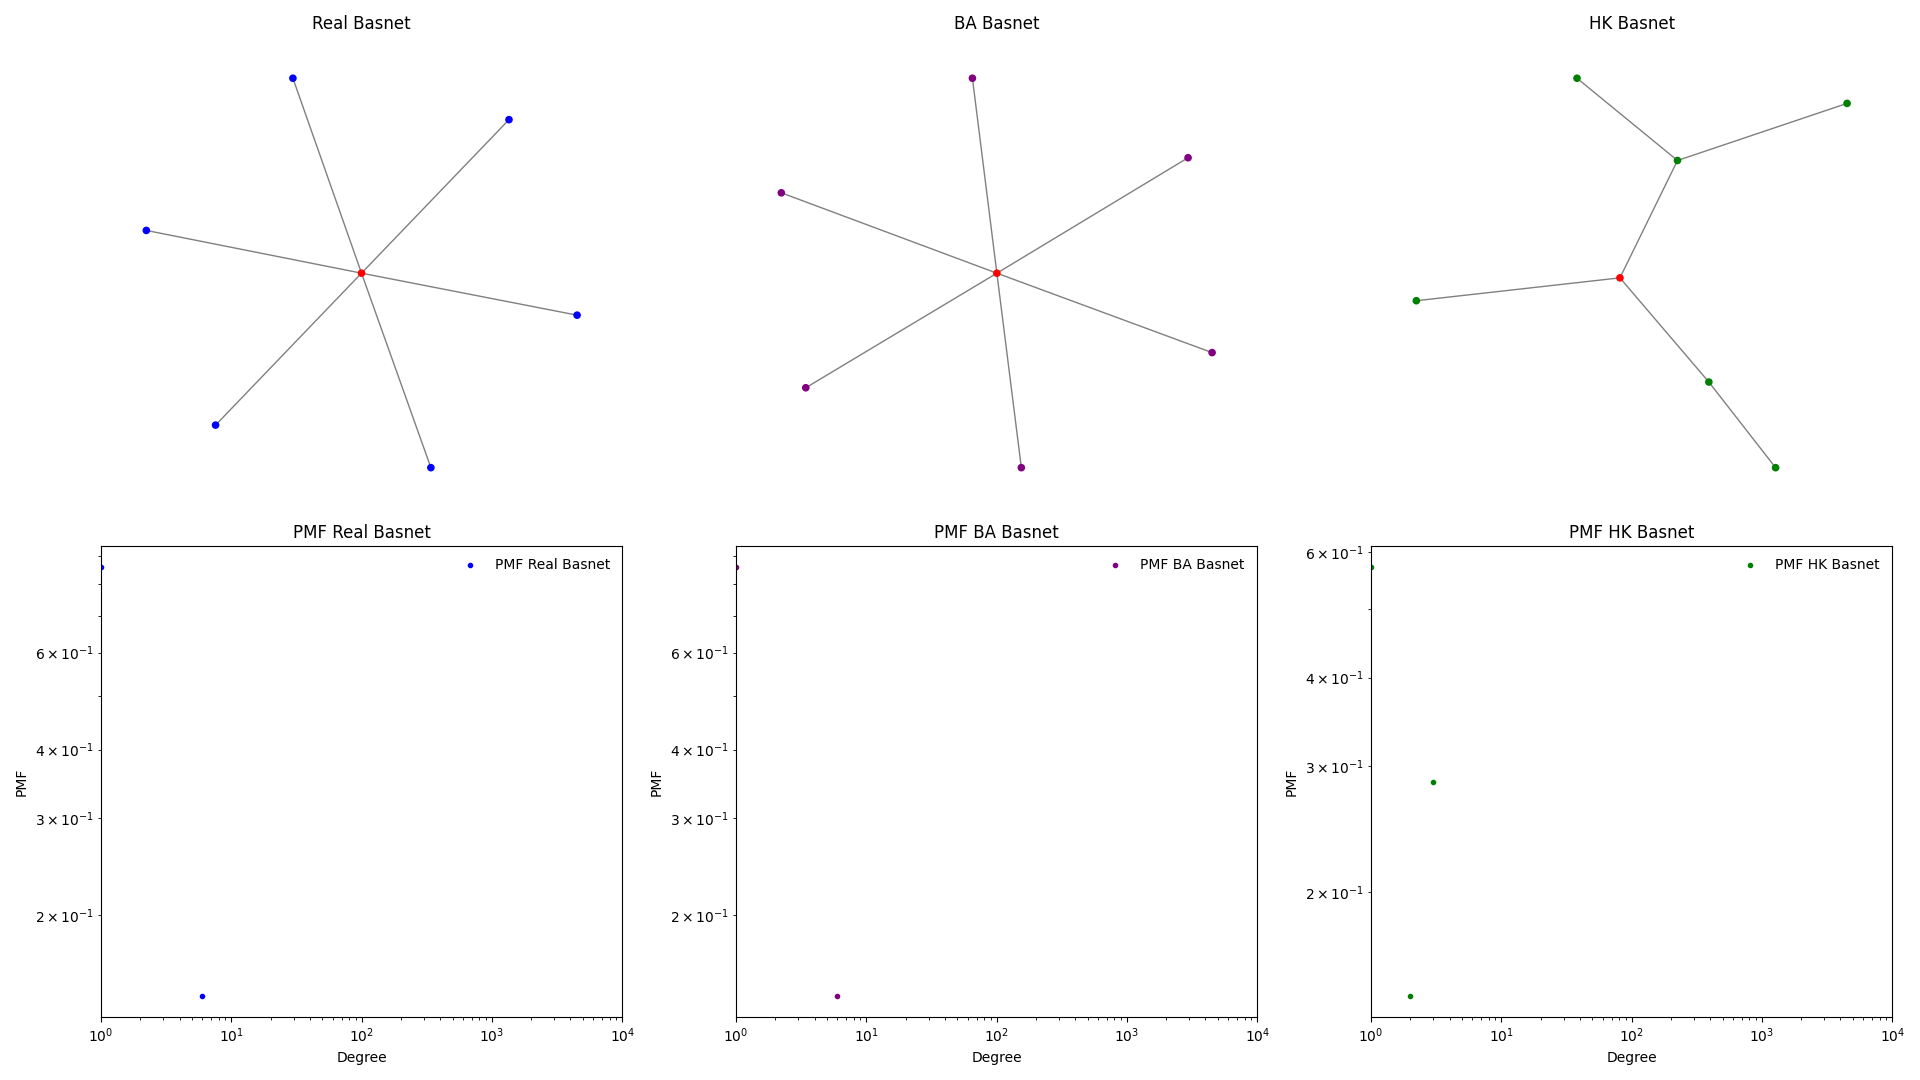 Real Basnet
BA Basnet
HK Basnet
PMF Real Basnet
PMF Real Basnet
6 × 10⁻¹
4 × 10⁻¹
3 × 10⁻¹
2 × 10⁻¹
PMF
10⁰ 10¹ 10² 10³ 10⁴
Degree
PMF BA Basnet
PMF BA Basnet
6 × 10⁻¹
4 × 10⁻¹
3 × 10⁻¹
2 × 10⁻¹
PMF
10⁰ 10¹ 10² 10³ 10⁴
Degree
PMF HK Basnet
PMF HK Basnet
6 × 10⁻¹
4 × 10⁻¹
3 × 10⁻¹
2 × 10⁻¹
PMF
10⁰ 10¹ 10² 10³ 10⁴
Degree